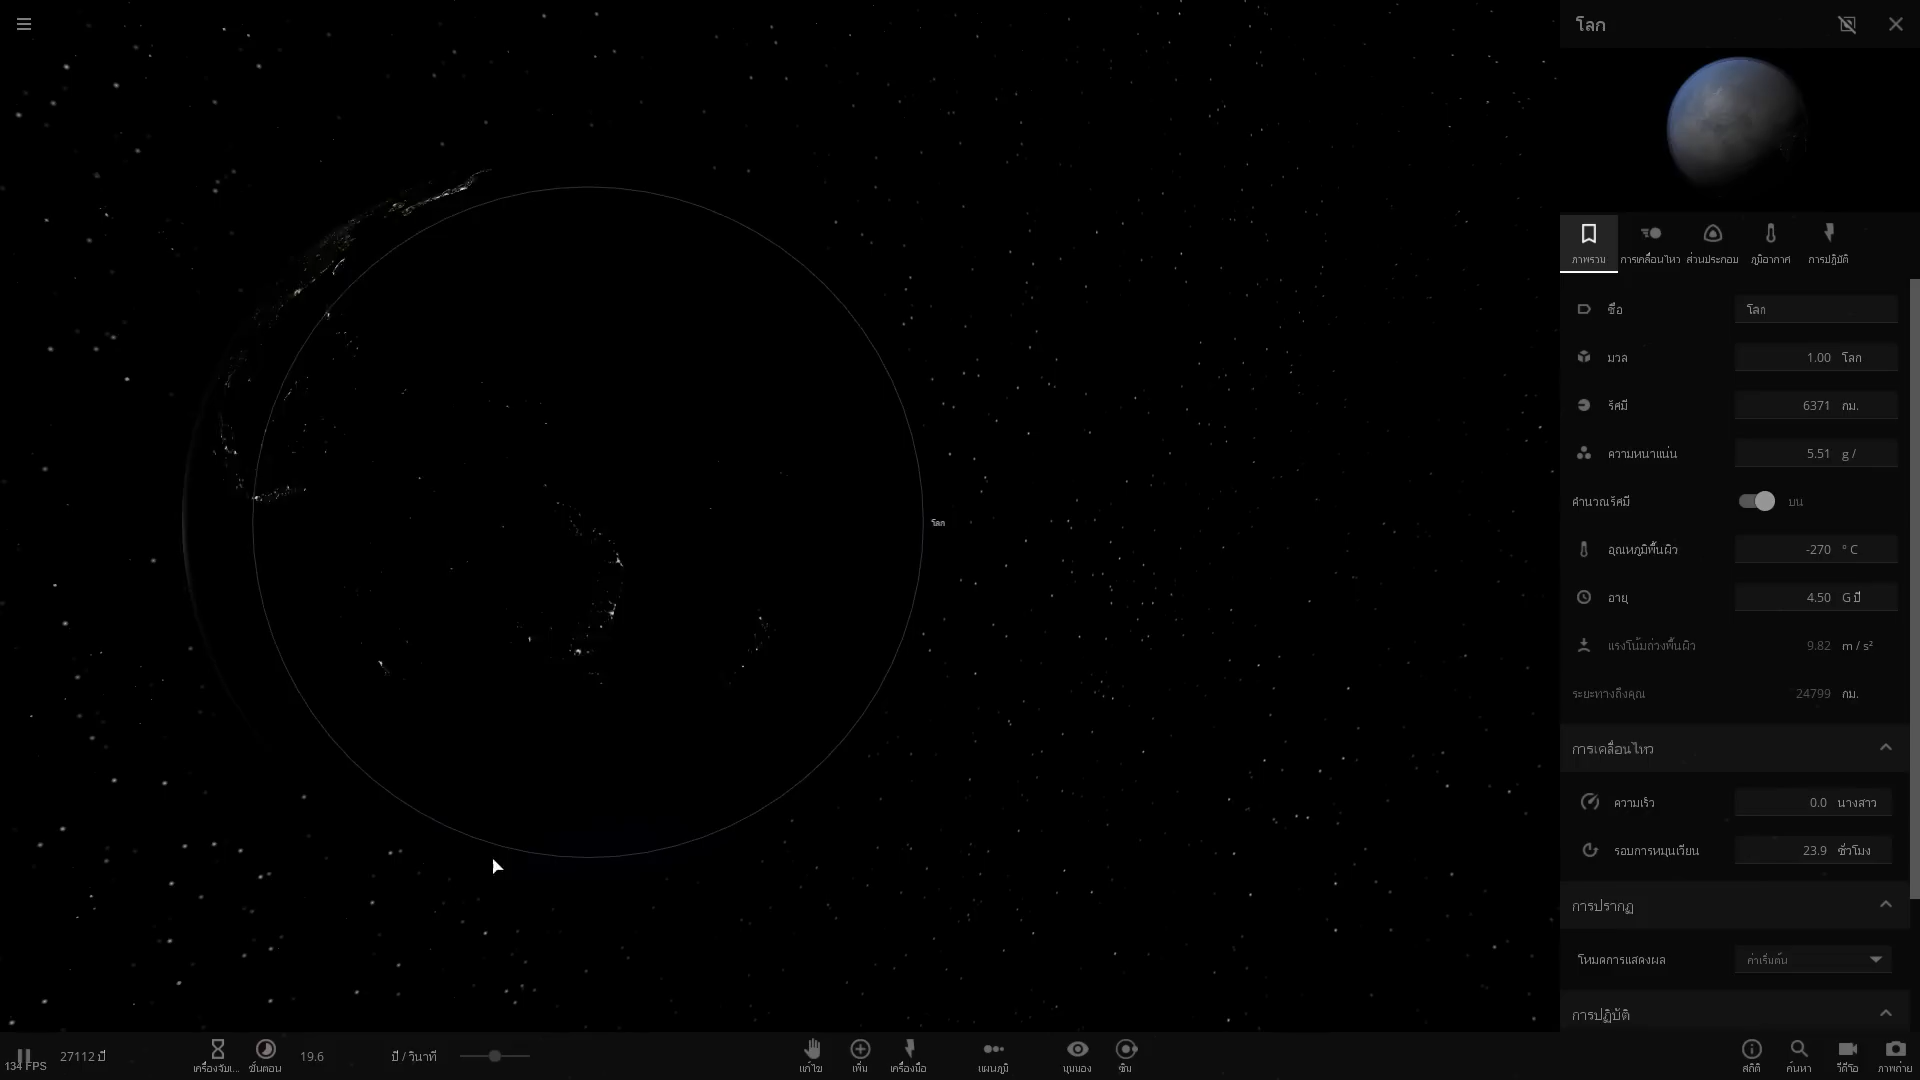 โลก
ภาพรวม
การเคลื่อนไหว
ส่วนประกอบ
ภูมิอากาศ
การปฏิบัติ
ชื่อ โลก
มวล 1.00 โลก
รัศมี 6371 กม.
ความหนาแน่น 5.51 g /
คำนวณรัศมี บน
อุณหภูมิพื้นผิว -270 ° C
อายุ 4.50 G ปี
แรงโน้มถ่วงพื้นผิว 9.82 m / s²
ระยะทางถึงคุณ 24799 กม.
การเคลื่อนไหว
ความเร็ว 0.0 นางสาว
รอบการหมุนเวียน 23.9 ชั่วโมง
การปรากฏ
โหมดการแสดงผล ค่าเริ่มต้น
การปฏิบัติ
โลก
134 FPS
27112 ปี
เครื่องจับเ...
ขั้นตอน
19.6 ปี / วินาที
แก้ไข
เพิ่ม
เครื่องมือ
แผนภูมิ
มุมมอง
ซิม
สถิติ
ค้นหา
วีดีโอ
ภาพถ่าย